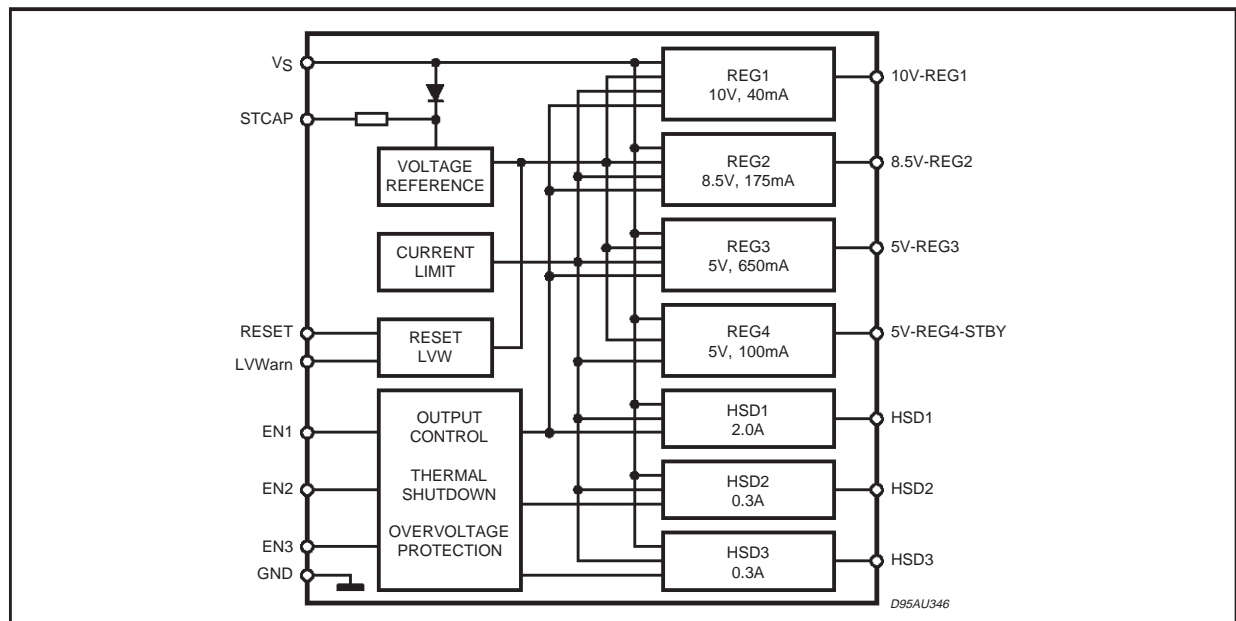 VS
STCAP
VOLTAGE
REFERENCE
CURRENT
LIMIT
RESET
LVWarn
RESET
LVW
EN1
EN2
EN3
GND
OUTPUT
CONTROL
THERMAL
SHUTDOWN
OVERVOLTAGE
PROTECTION
REG1
10V, 40mA
10V-REG1
REG2
8.5V, 175mA
8.5V-REG2
REG3
5V, 650mA
5V-REG3
REG4
5V, 100mA
5V-REG4-STBY
HSD1
2.0A
HSD1
HSD2
0.3A
HSD2
HSD3
0.3A
HSD3
D95AU346